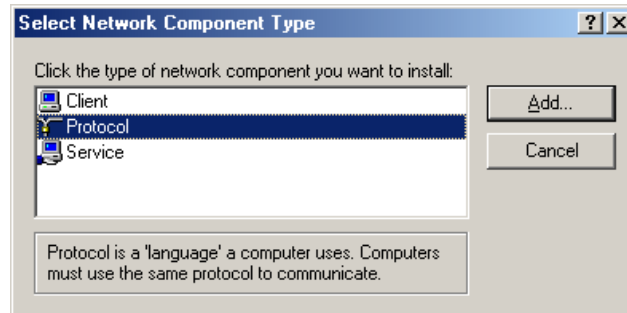 Select Network Component Type
Click the type of network component you want to install:
Client
Protocol
Service
Add...
Cancel
Protocol is a 'language' a computer uses. Computers
must use the same protocol to communicate.